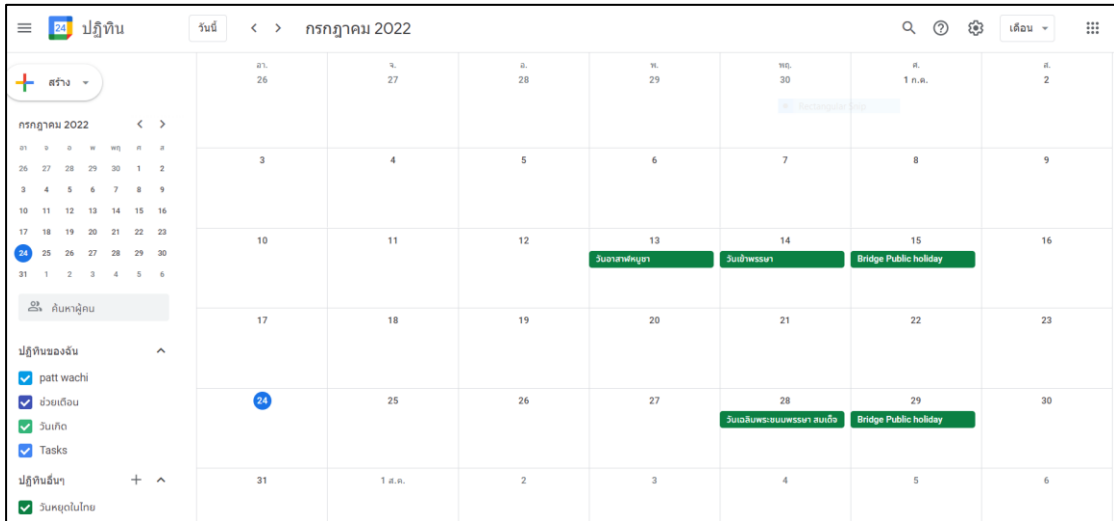 24 ปฏิทิน วันนี้ กรกฎาคม 2022 เดือน
สร้าง
กรกฎาคม 2022
อา จ อ พ พฤ ศ ส
26 27 28 29 30 1 2
3 4 5 6 7 8 9
10 11 12 13 14 15 16
17 18 19 20 21 22 23
24 25 26 27 28 29 30
31 1 2 3 4 5 6
ค้นหาผู้คน
ปฏิทินของฉัน
patt wachi
ช่วยเตือน
วันเกิด
Tasks
ปฏิทินอื่นๆ
วันหยุดในไทย
อา. จ. อ. พ. พฤ. ศ. ส.
26 27 28 29 30 1 ก.ค. 2
3 4 5 6 7 8 9
10 11 12 13 14 15 16
วันอาสาฬหบูชา วันเข้าพรรษา Bridge Public holiday
17 18 19 20 21 22 23
24 25 26 27 28 29 30
วันเฉลิมพระชนมพรรษา สมเด็จ Bridge Public holiday
31 1 ส.ค. 2 3 4 5 6